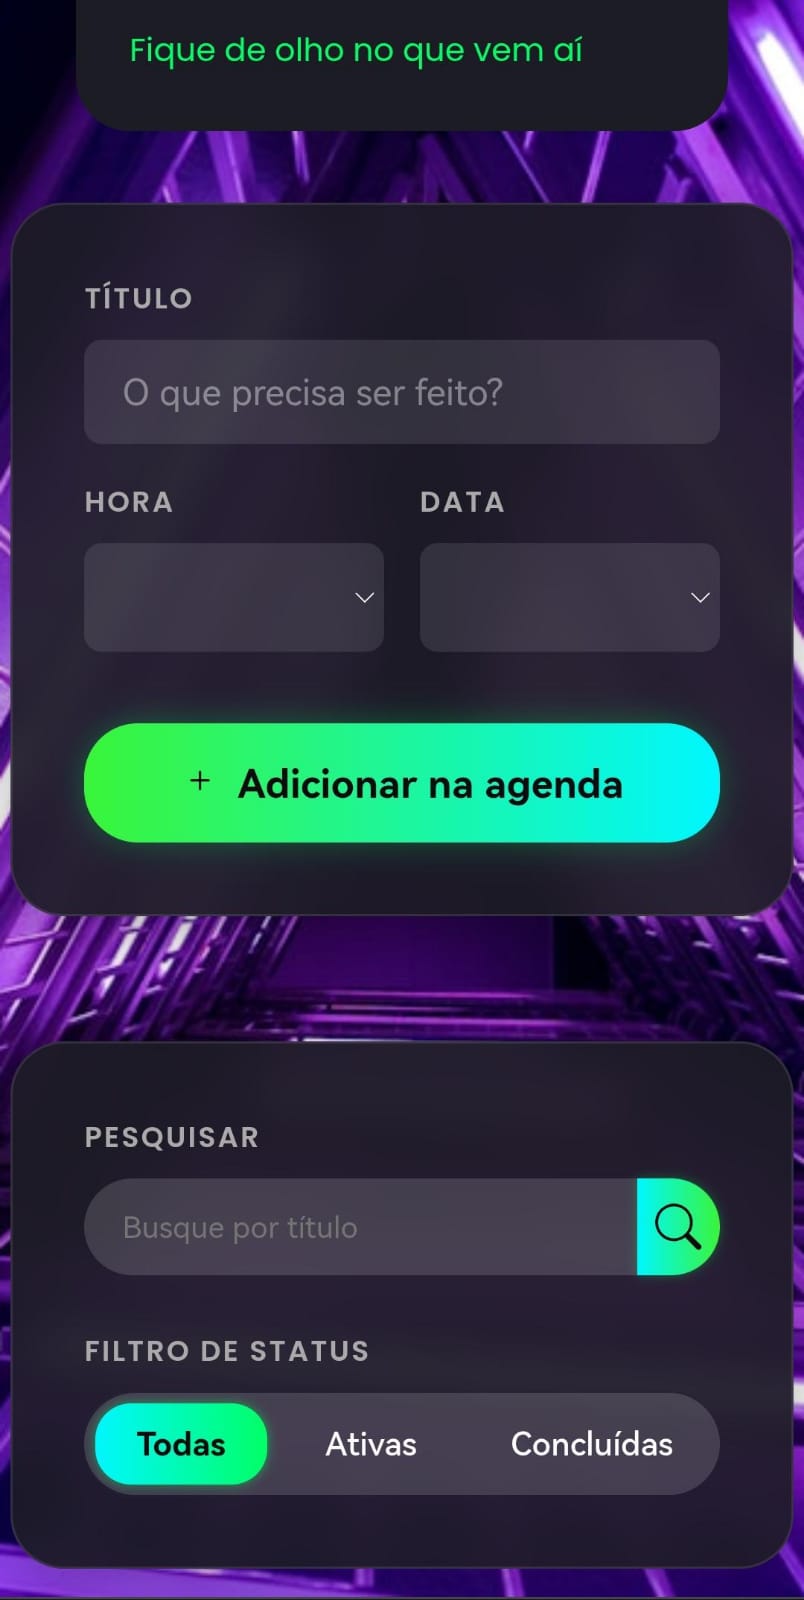 Fique de olho no que vem aí
TÍTULO
O que precisa ser feito?
HORA
DATA
+ Adicionar na agenda
PESQUISAR
Busque por título
FILTRO DE STATUS
Todas Ativas Concluídas